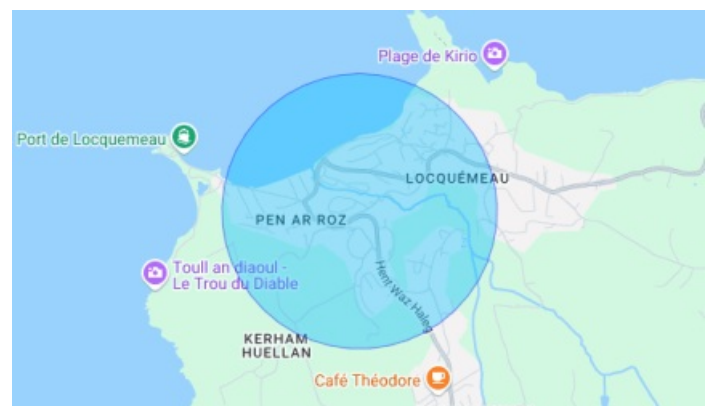 Plage de Kirio
Port de Locquemeau
LOCQUÉMEAU
PEN AR ROZ
Toull an diaoul -
Le Trou du Diable
Hent Waz Haleg
KERHAM
HUELLAN
Café Théodore